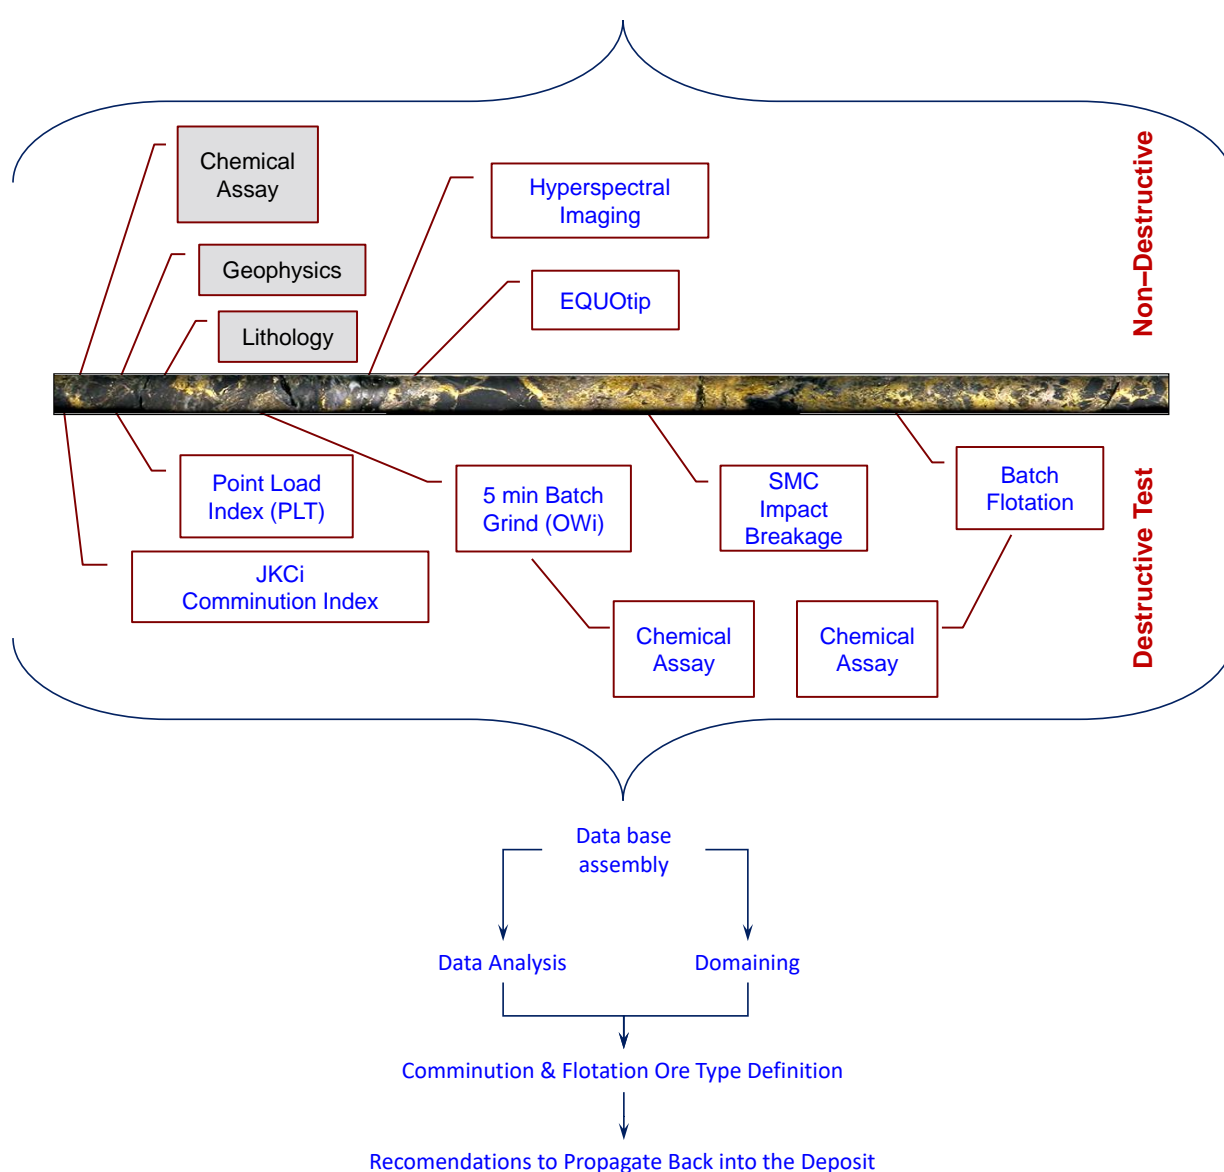 Chemical
Assay
Geophysics
Lithology
Hyperspectral
Imaging
EQUOtip
Non–Destructive
Point Load
Index (PLT)
JKCi
Comminution Index
5 min Batch
Grind (OWi)
Chemical
Assay
SMC
Impact
Breakage
Batch
Flotation
Chemical
Assay
Destructive Test
Data base
assembly
Data Analysis
Domaining
Comminution & Flotation Ore Type Definition
Recomendations to Propagate Back into the Deposit